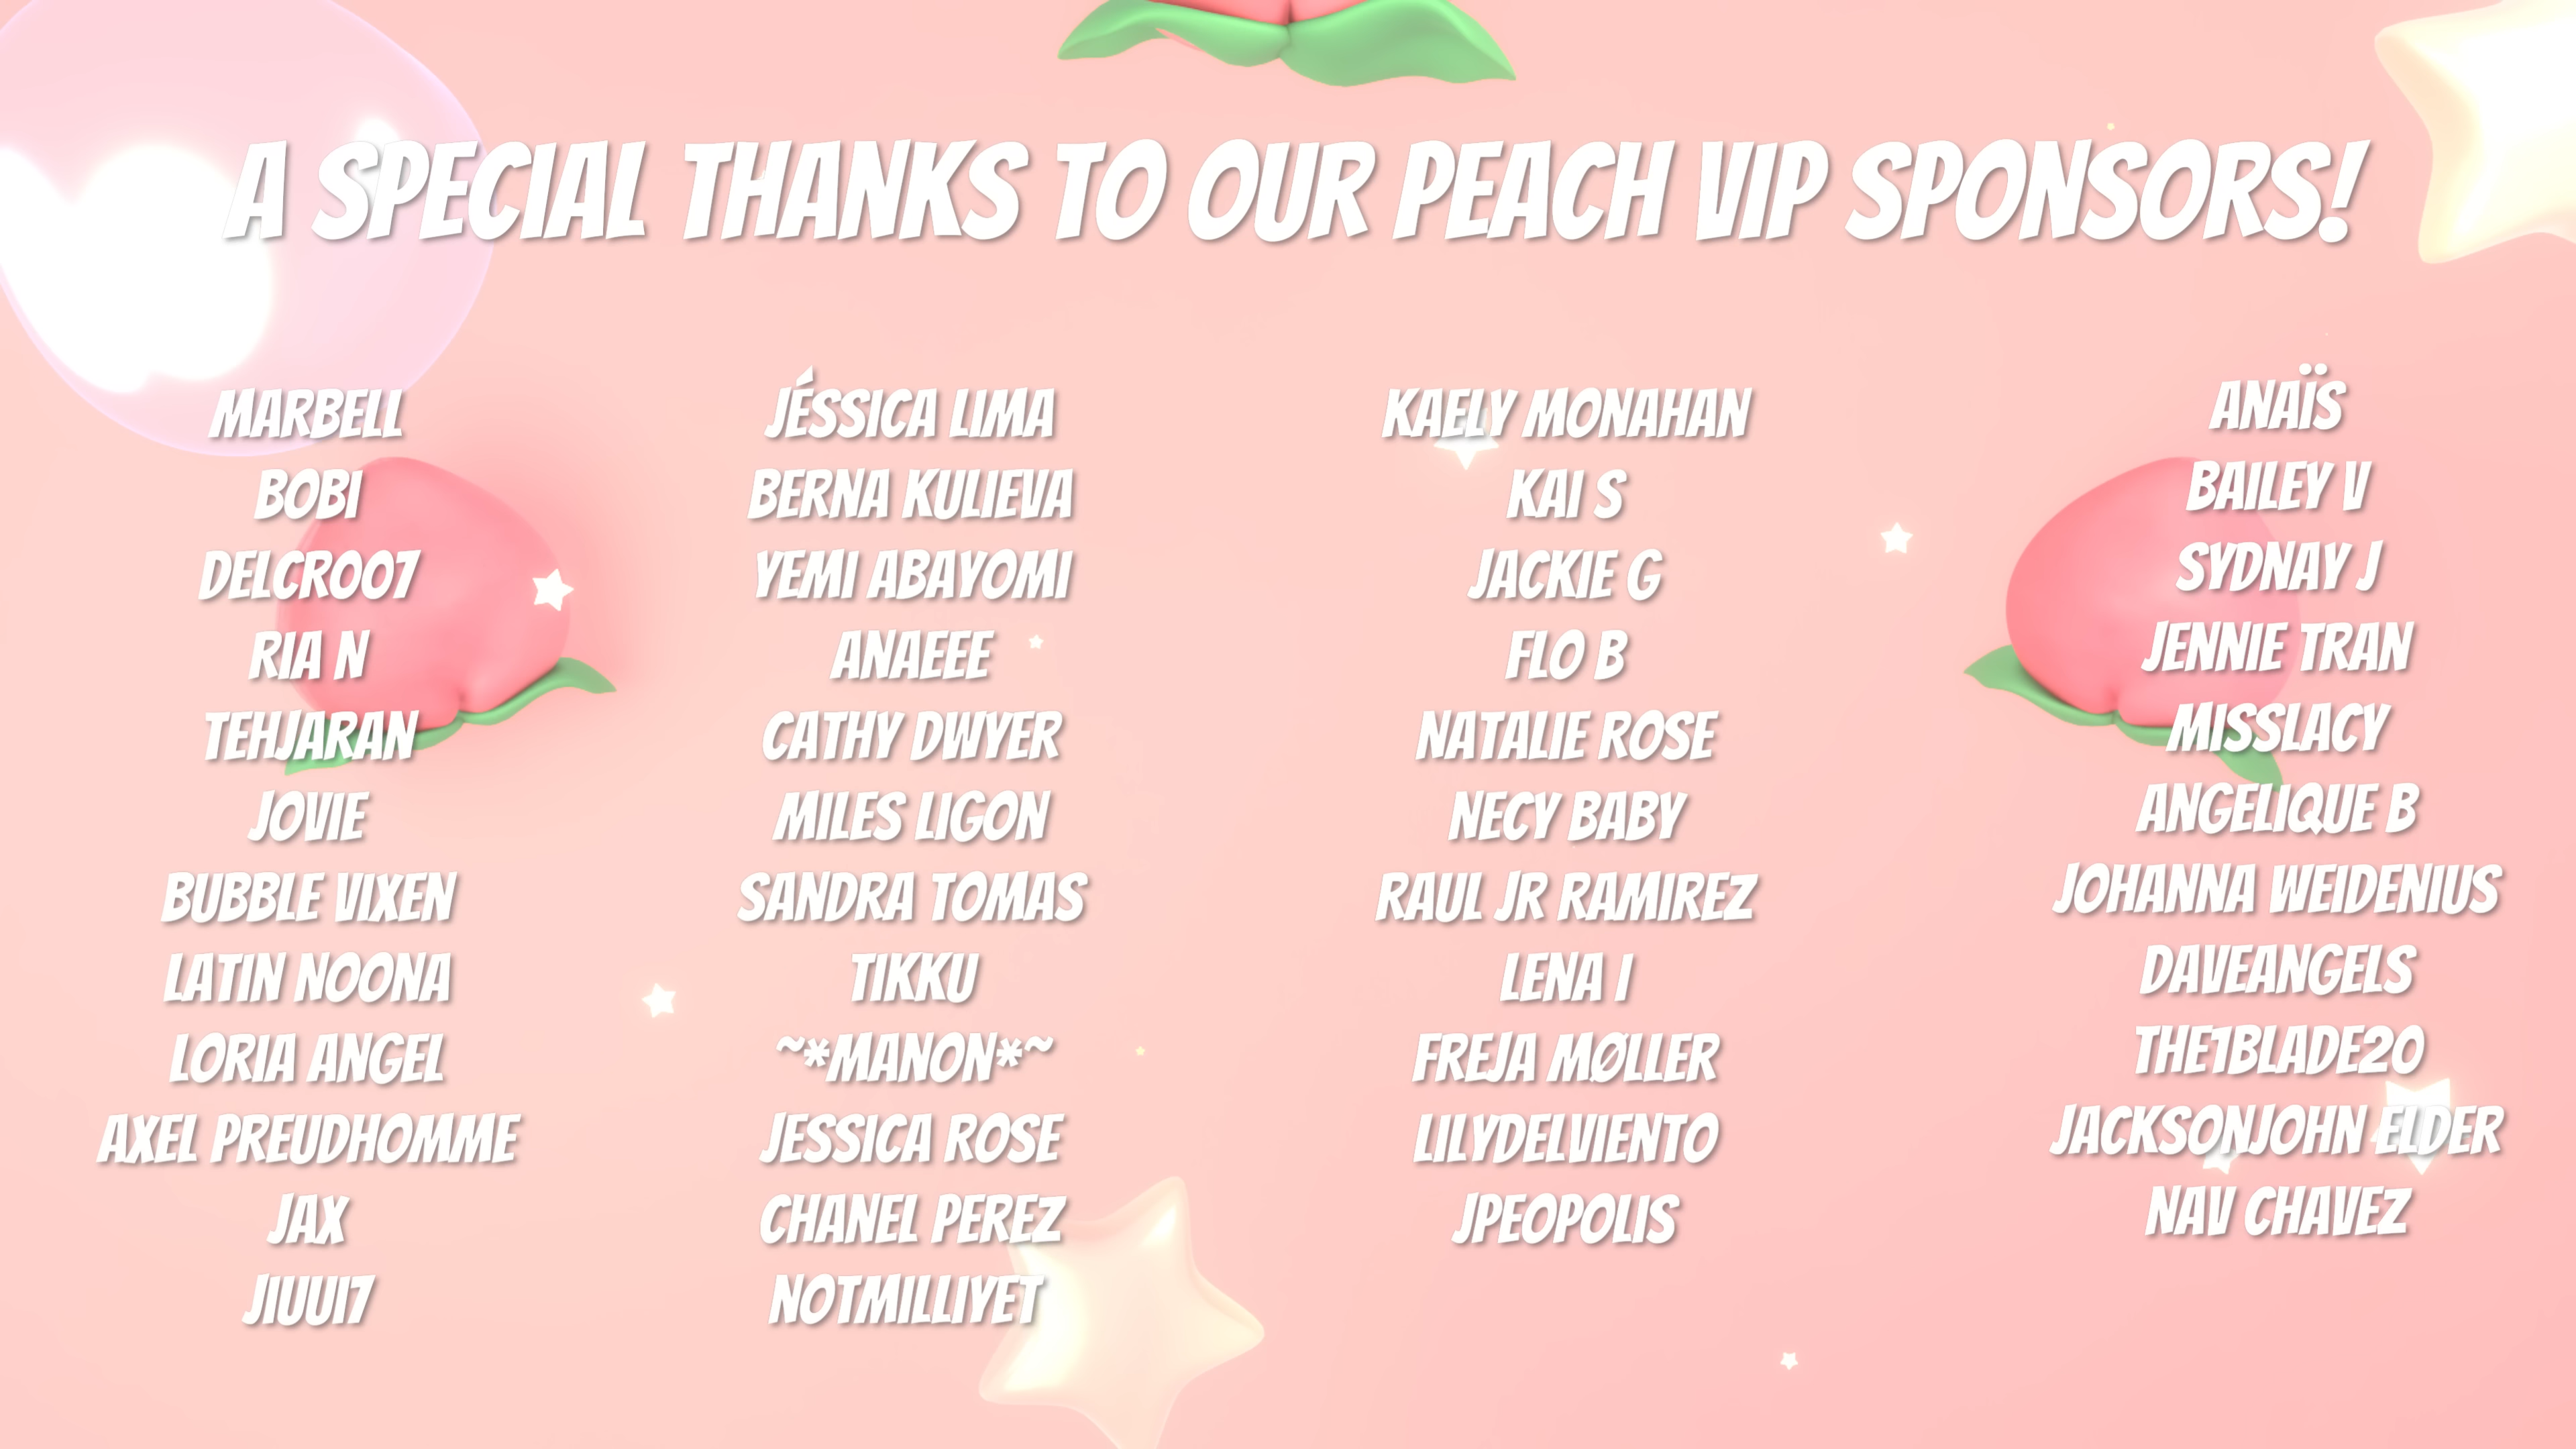 A SPECIAL THANKS TO OUR PEACH VIP SPONSORS!
MARBELL
BOBI
DELCROO7
RIA N
TEHJARAN
JOVIE
BUBBLE VIXEN
LATIN NOONA
LORIA ANGEL
AXEL PREUDHOMME
JAX
JIUUI7
JÉSSICA LIMA
BERNA KULIEVA
YEMI ABAYOMI
ANAEEE
CATHY DWYER
MILES LIGON
SANDRA TOMAS
TIKKU
~*MANON*~
JESSICA ROSE
CHANEL PEREZ
NOTMILLIYET
KAELY MONAHAN
KAI S
JACKIE G
FLO B
NATALIE ROSE
NECY BABY
RAUL JR RAMIREZ
LENA I
FREJA MØLLER
LILYDELVIENTO
JPEOPOLIS
ANAÏS
BAILEY V
SYDNAY J
JENNIE TRAN
MISSLACY
ANGELIQUE B
JOHANNA WEIDENIUS
DAVEANGELS
THE1BLADE20
JACKSONJOHN ELDER
NAV CHAVEZ